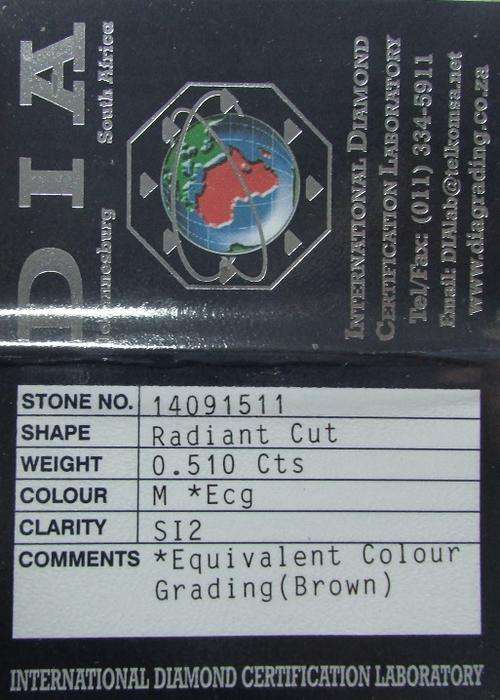 DIA
Johannesburg South Africa
INTERNATIONAL DIAMOND
CERTIFICATION LABORATORY
Tel/Fax: (011) 334-5911
Email: DIAlab@telkomsa.net
www.diagrading.co.za
STONE NO. 14091511
SHAPE Radiant Cut
WEIGHT 0.510 Cts
COLOUR M *Ecg
CLARITY SI2
COMMENTS *Equivalent Colour
Grading(Brown)
INTERNATIONAL DIAMOND CERTIFICATION LABORATORY